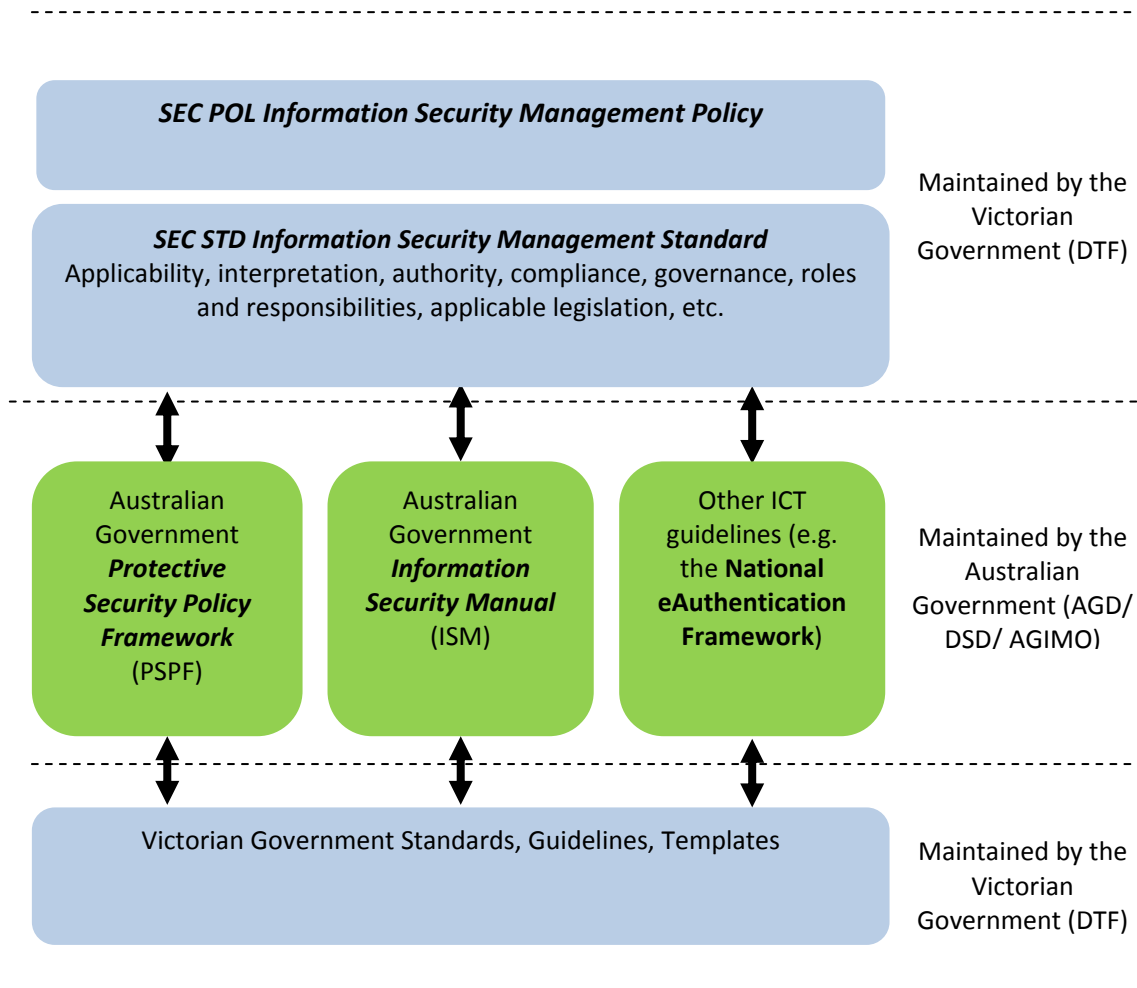 SEC POL Information Security Management Policy
Maintained by the
Victorian
Government (DTF)
SEC STD Information Security Management Standard
Applicability, interpretation, authority, compliance, governance, roles
and responsibilities, applicable legislation, etc.
Australian
Government
Protective
Security Policy
Framework
(PSPF)
Australian
Government
Information
Security Manual
(ISM)
Other ICT
guidelines (e.g.
the National
eAuthentication
Framework)
Maintained by the
Australian
Government (AGD/
DSD/ AGIMO)
Victorian Government Standards, Guidelines, Templates
Maintained by the
Victorian
Government (DTF)